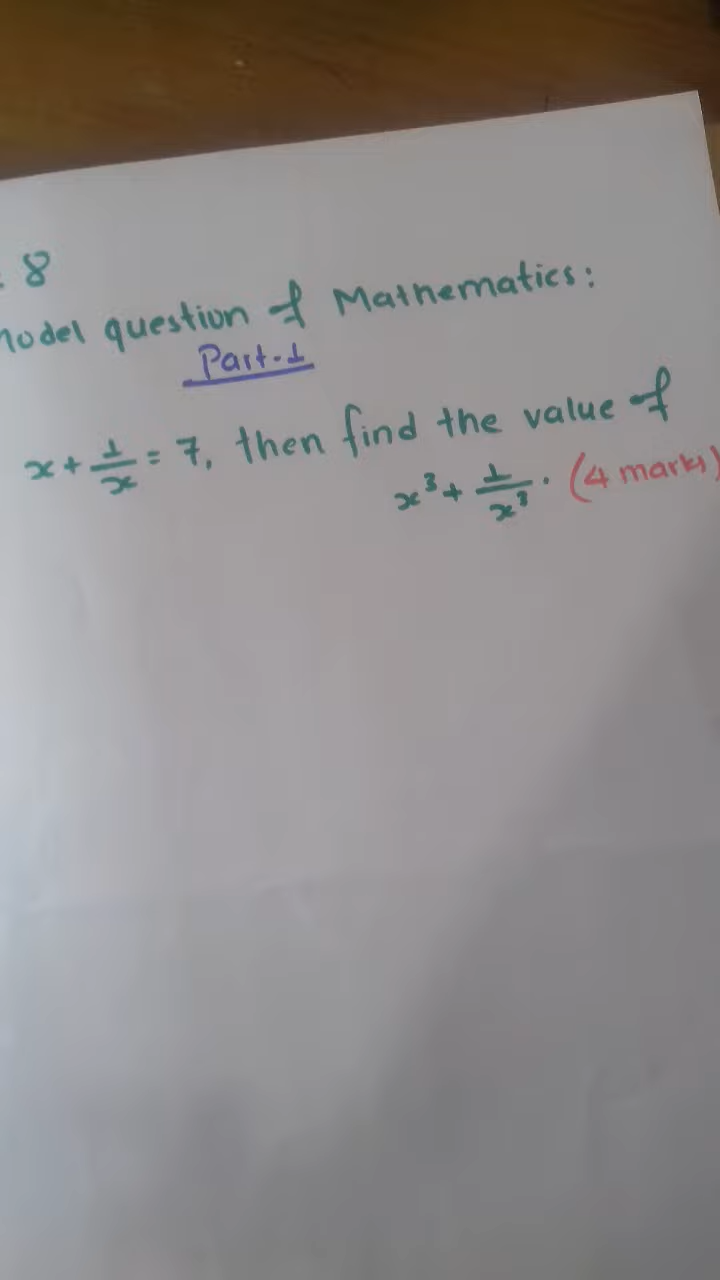 . 8
model question of Mathematics:
Part-1
x + 1/x = 7, then find the value of
x³ + 1/x³. (4 marks)